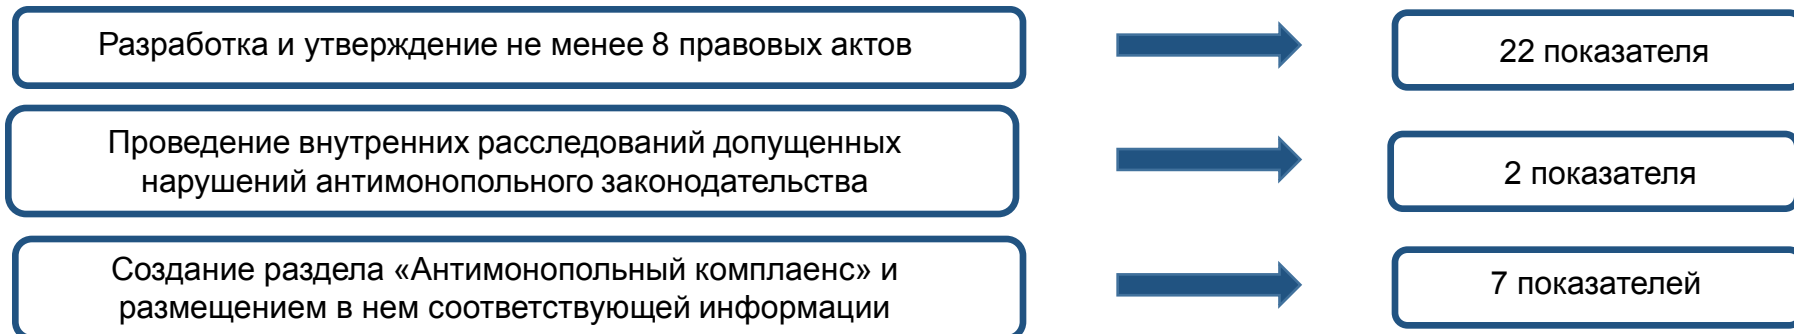 Разработка и утверждение не менее 8 правовых актов
22 показателя
Проведение внутренних расследований допущенных
нарушений антимонопольного законодательства
2 показателя
Создание раздела «Антимонопольный комплаенс» и
размещением в нем соответствующей информации
7 показателей